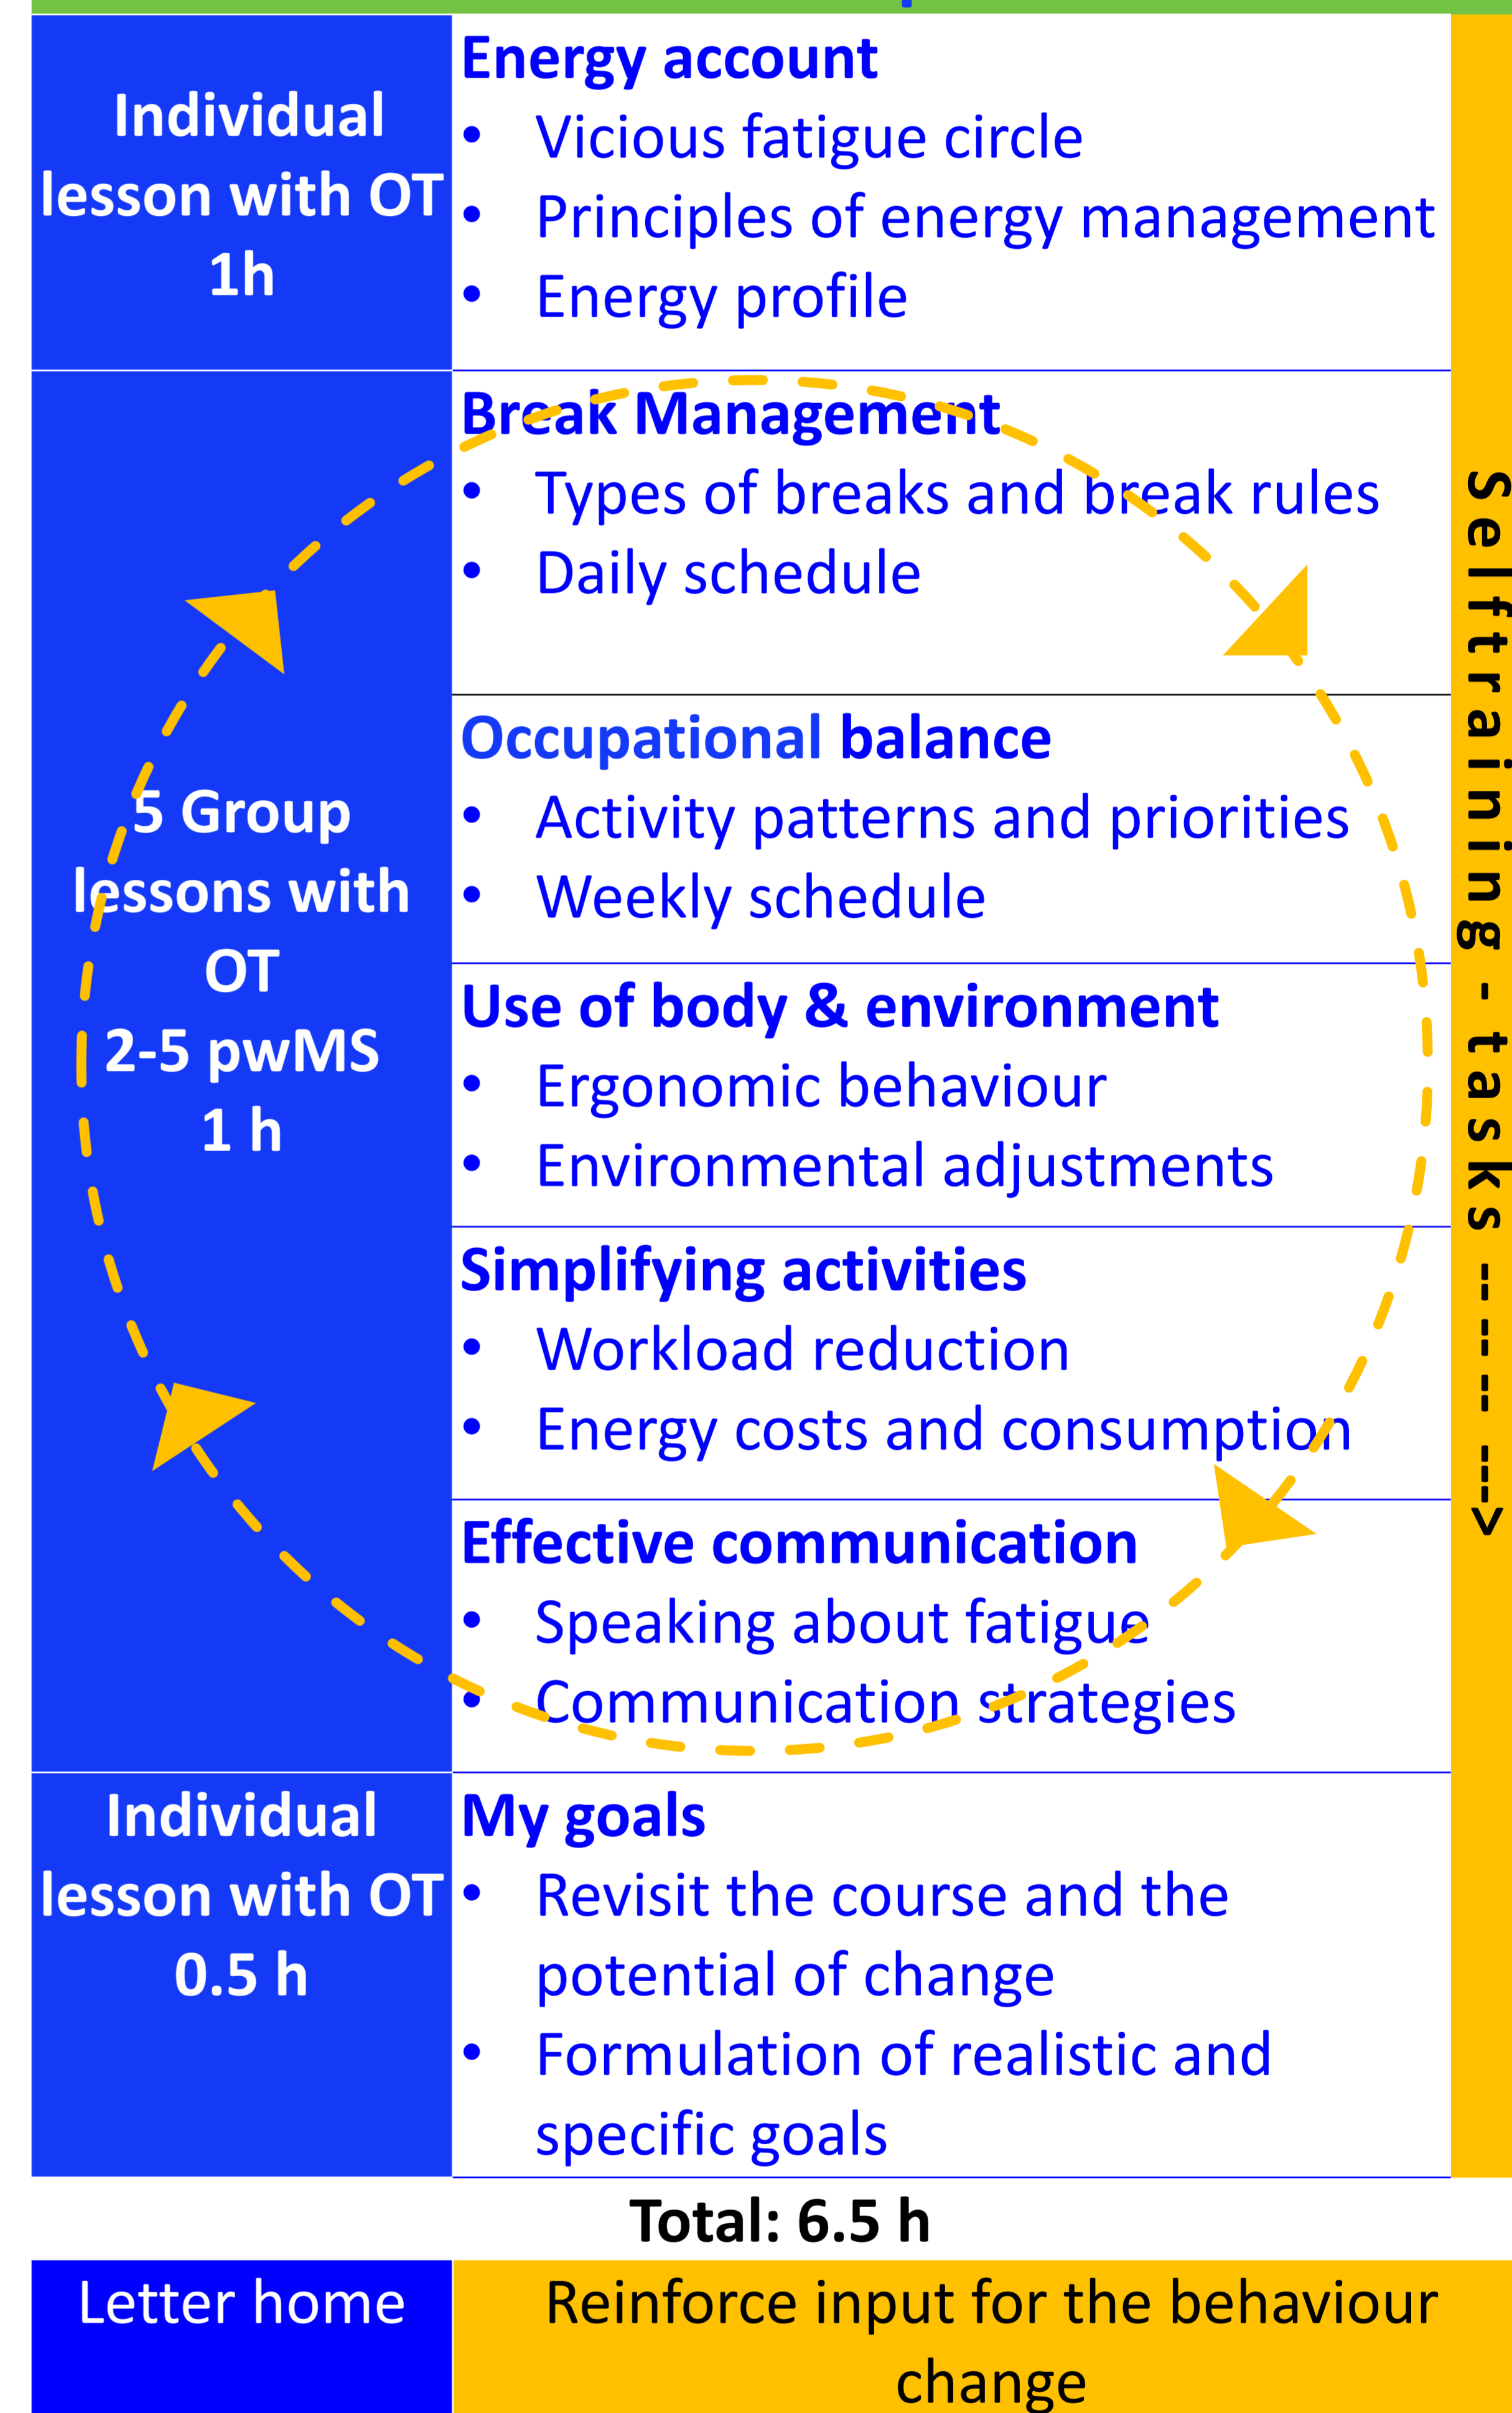 Individual
lesson with OT
1h
Energy account
• Vicious fatigue circle
• Principles of energy management
• Energy profile
5 Group
lessons with
OT
2-5 pwMS
1 h
Break Management
• Types of breaks and break rules
• Daily schedule
Occupational balance
• Activity patterns and priorities
• Weekly schedule
Use of body & environment
• Ergonomic behaviour
• Environmental adjustments
Simplifying activities
• Workload reduction
• Energy costs and consumption
Effective communication
• Speaking about fatigue
• Communication strategies
Individual
lesson with OT
0.5 h
My goals
• Revisit the course and the
potential of change
• Formulation of realistic and
specific goals
Selftraining - tasks -- -- -- --->
Total: 6.5 h
Letter home
Reinforce input for the behaviour
change